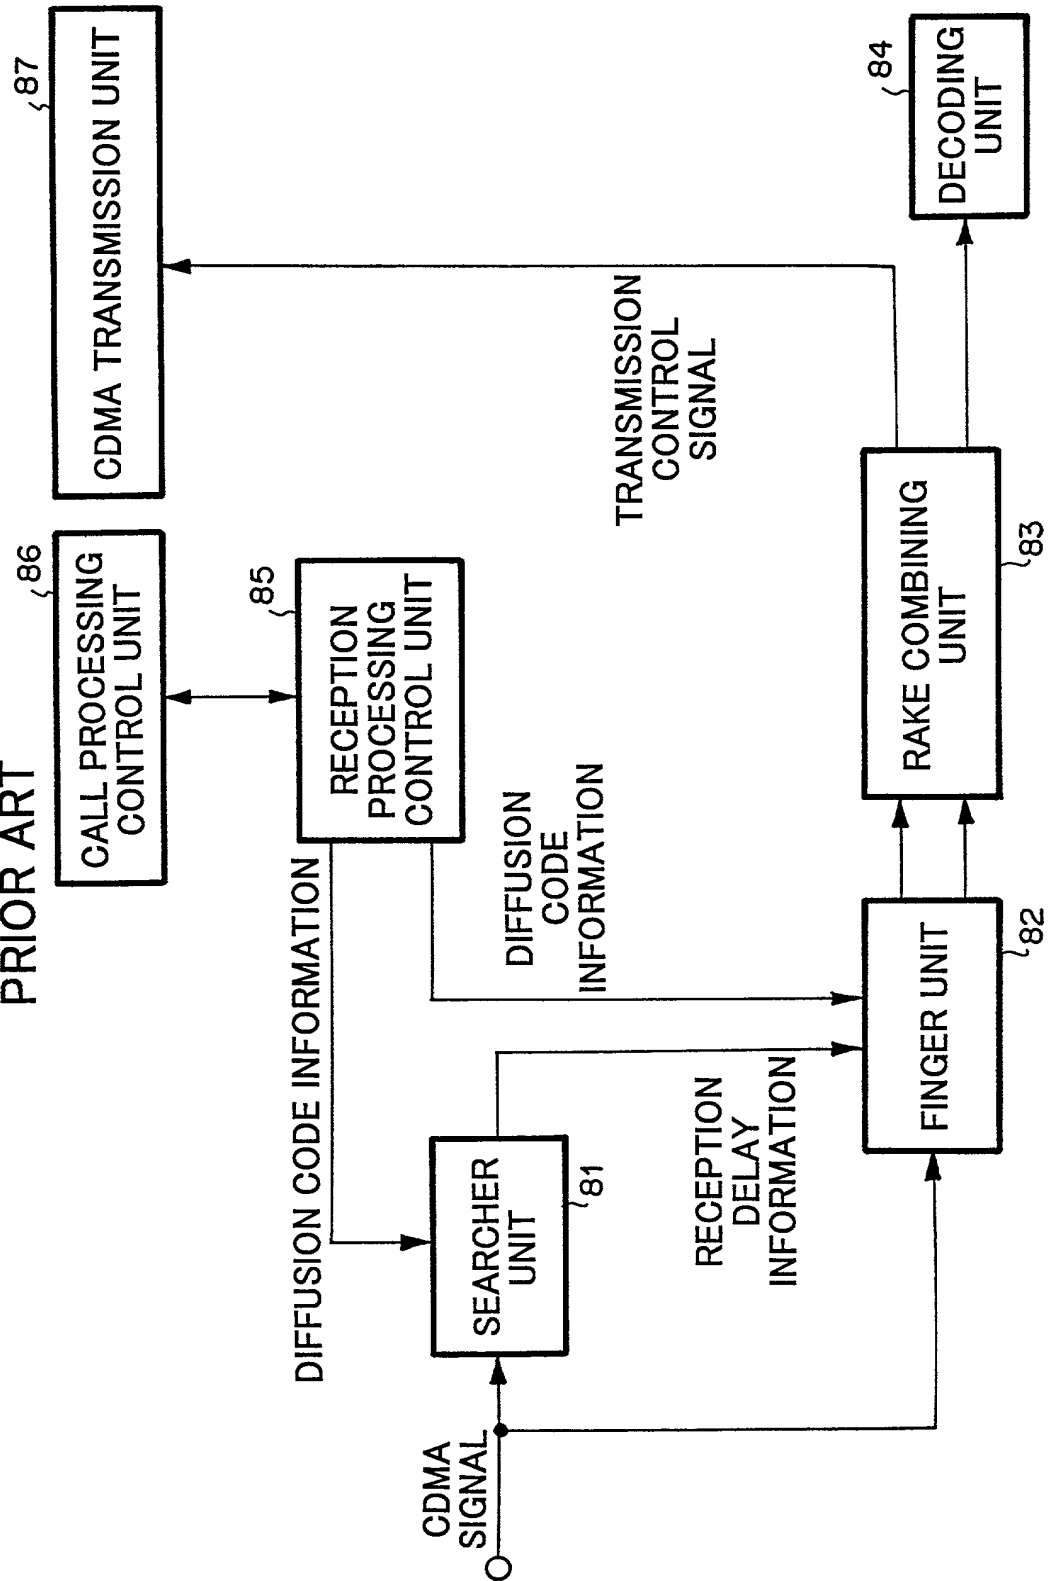 PRIOR ART
86
CALL PROCESSING
CONTROL UNIT
87
CDMA TRANSMISSION UNIT
85
RECEPTION
PROCESSING
CONTROL UNIT
DIFFUSION CODE INFORMATION
CDMA
SIGNAL
SEARCHER
UNIT
81
DIFFUSION
CODE
INFORMATION
RECEPTION
DELAY
INFORMATION
TRANSMISSION
CONTROL
SIGNAL
FINGER UNIT
82
RAKE COMBINING
UNIT
83
84
DECODING
UNIT